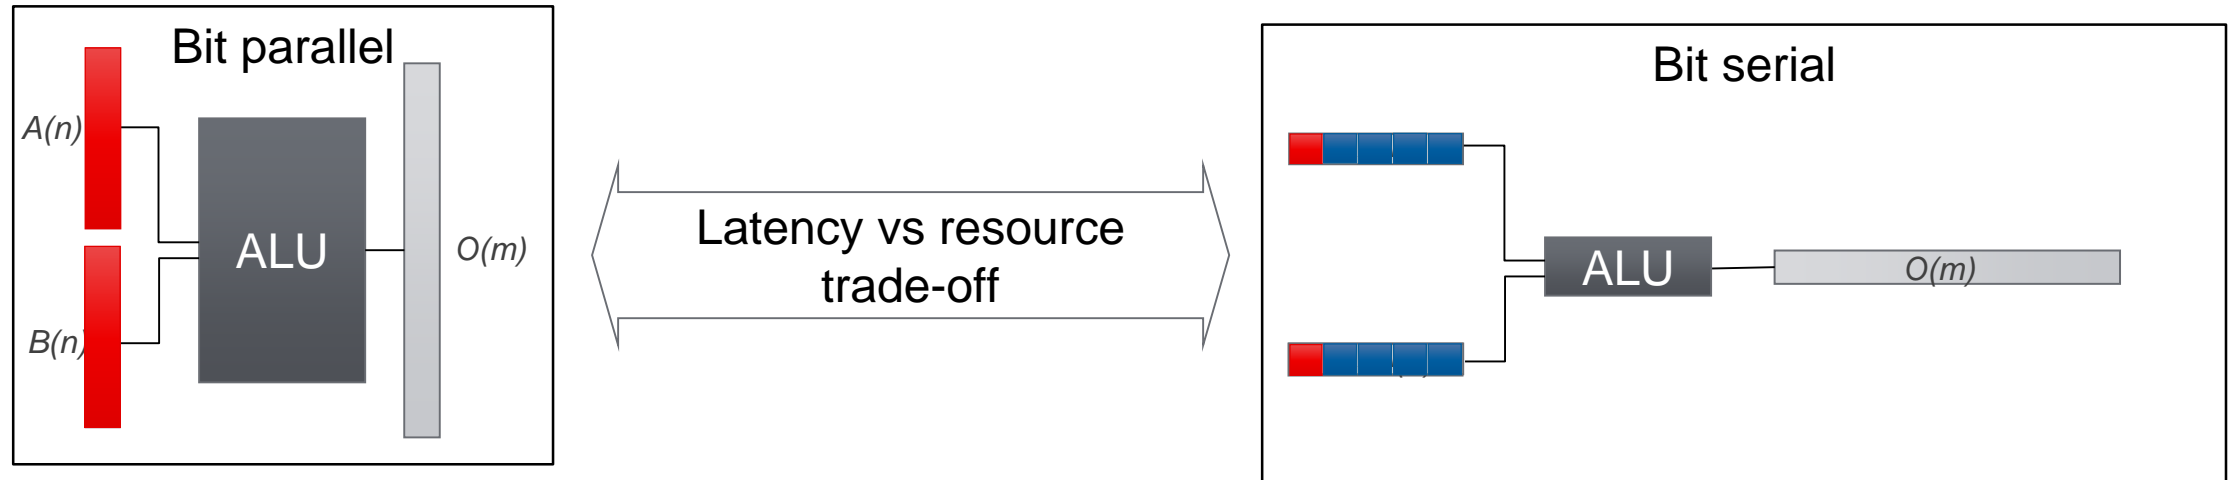 Bit parallel
A(n)
ALU
O(m)
B(n)
Latency vs resource
trade-off
Bit serial
ALU
O(m)